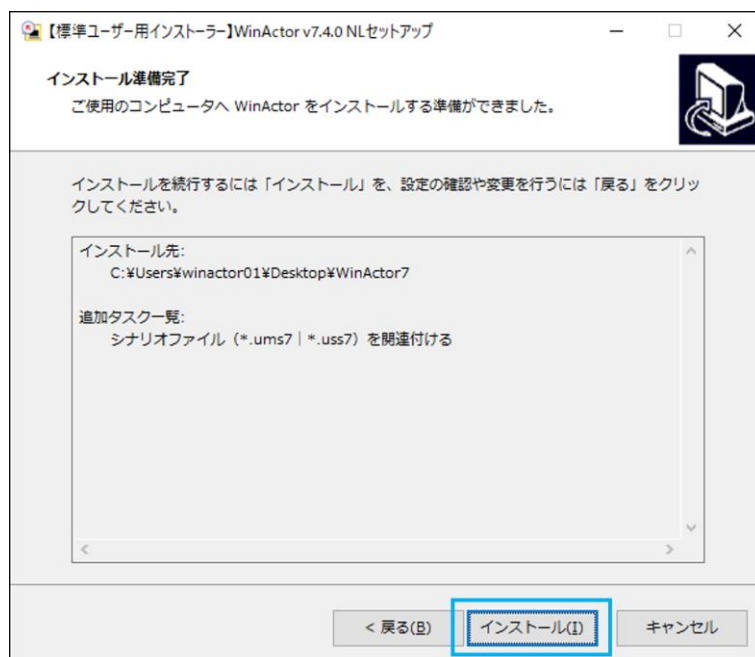 【標準ユーザー用インストーラー】WinActor v7.4.0 NLセットアップ
インストール準備完了
ご使用のコンピュータへ WinActor をインストールする準備ができました。
インストールを続行するには「インストール」を、設定の確認や変更を行うには「戻る」をクリッ
クしてください。
インストール先:
C:¥Users¥winactor01¥Desktop¥WinActor7
追加タスク一覧:
シナリオファイル（*.ums7｜*.uss7）を関連付ける
< 戻る(B)
インストール(I)
キャンセル